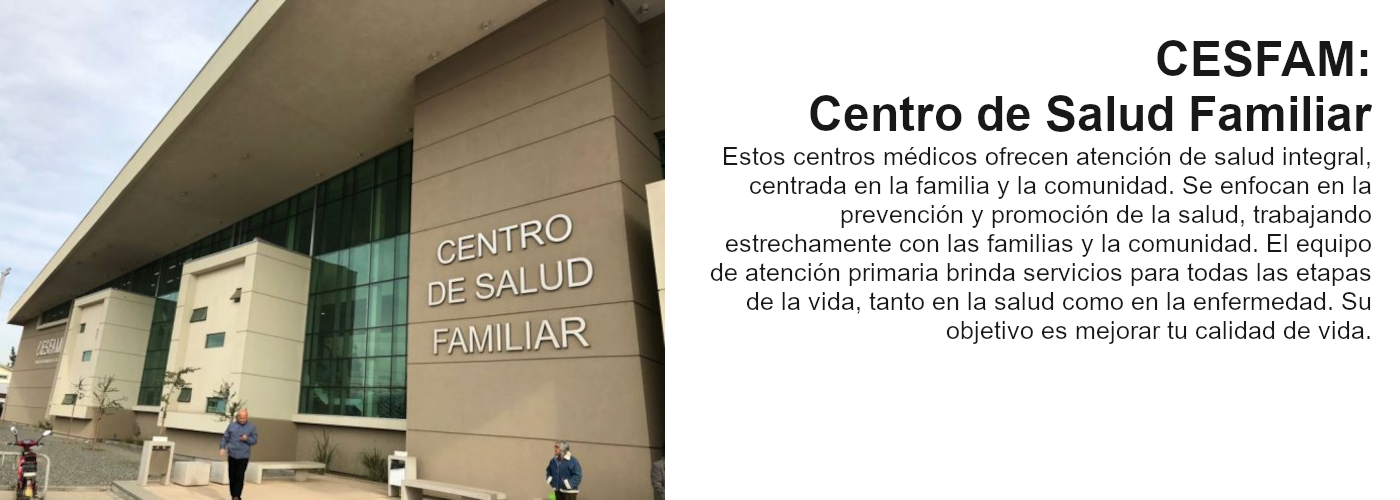 CENTRO
DE SALUD
FAMILIAR
CESFAM
CESFAM:
Centro de Salud Familiar
Estos centros médicos ofrecen atención de salud integral,
centrada en la familia y la comunidad. Se enfocan en la
prevención y promoción de la salud, trabajando
estrechamente con las familias y la comunidad. El equipo
de atención primaria brinda servicios para todas las etapas
de la vida, tanto en la salud como en la enfermedad. Su
objetivo es mejorar tu calidad de vida.